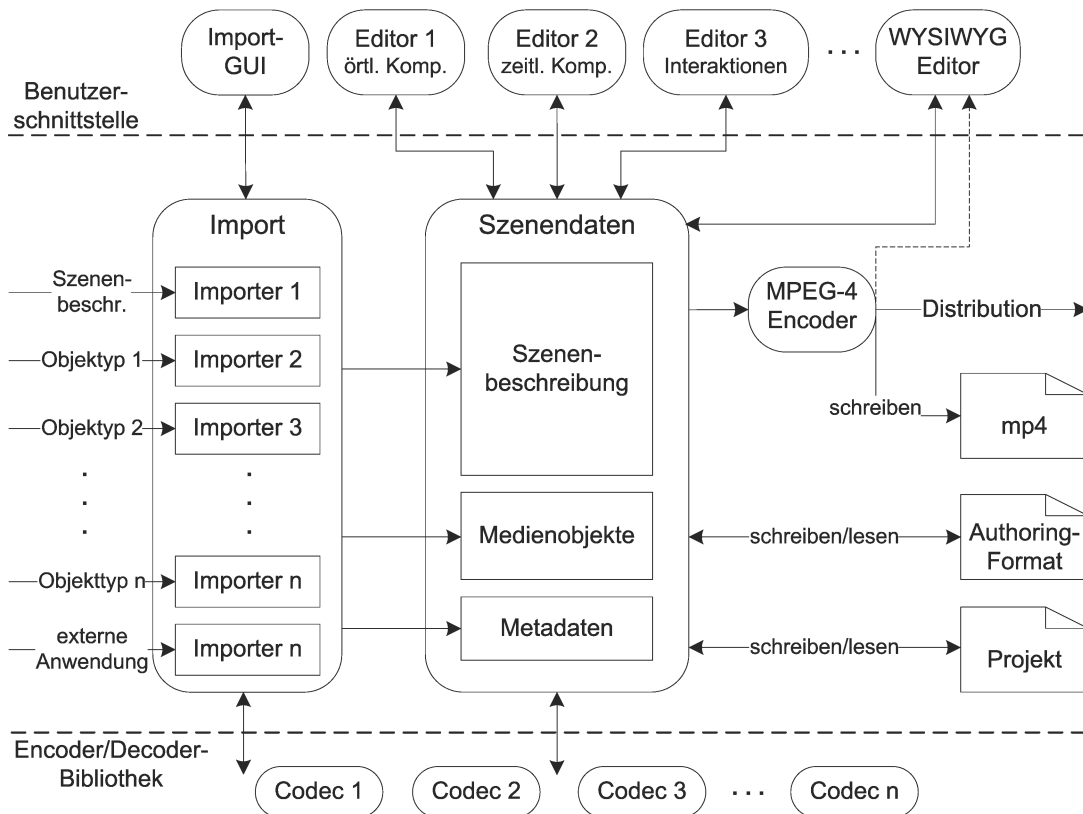 Import-
GUI
Editor 1
örtl. Komp.
Editor 2
zeitl. Komp.
Editor 3
Interaktionen
. . .
WYSIWYG
Editor
Benutzer-
schnittstelle
Import
Szenendaten
Szenen-
beschr.
Importer 1
Objektyp 1
Importer 2
Objektyp 2
Importer 3
Objekttyp n
Importer n
externe
Anwendung
Importer n
Szenen-
beschreibung
Medienobjekte
Metadaten
MPEG-4
Encoder
Distribution
schreiben
mp4
schreiben/lesen
Authoring-
Format
schreiben/lesen
Projekt
Encoder/Decoder-
Bibliothek
Codec 1
Codec 2
Codec 3
. . .
Codec n